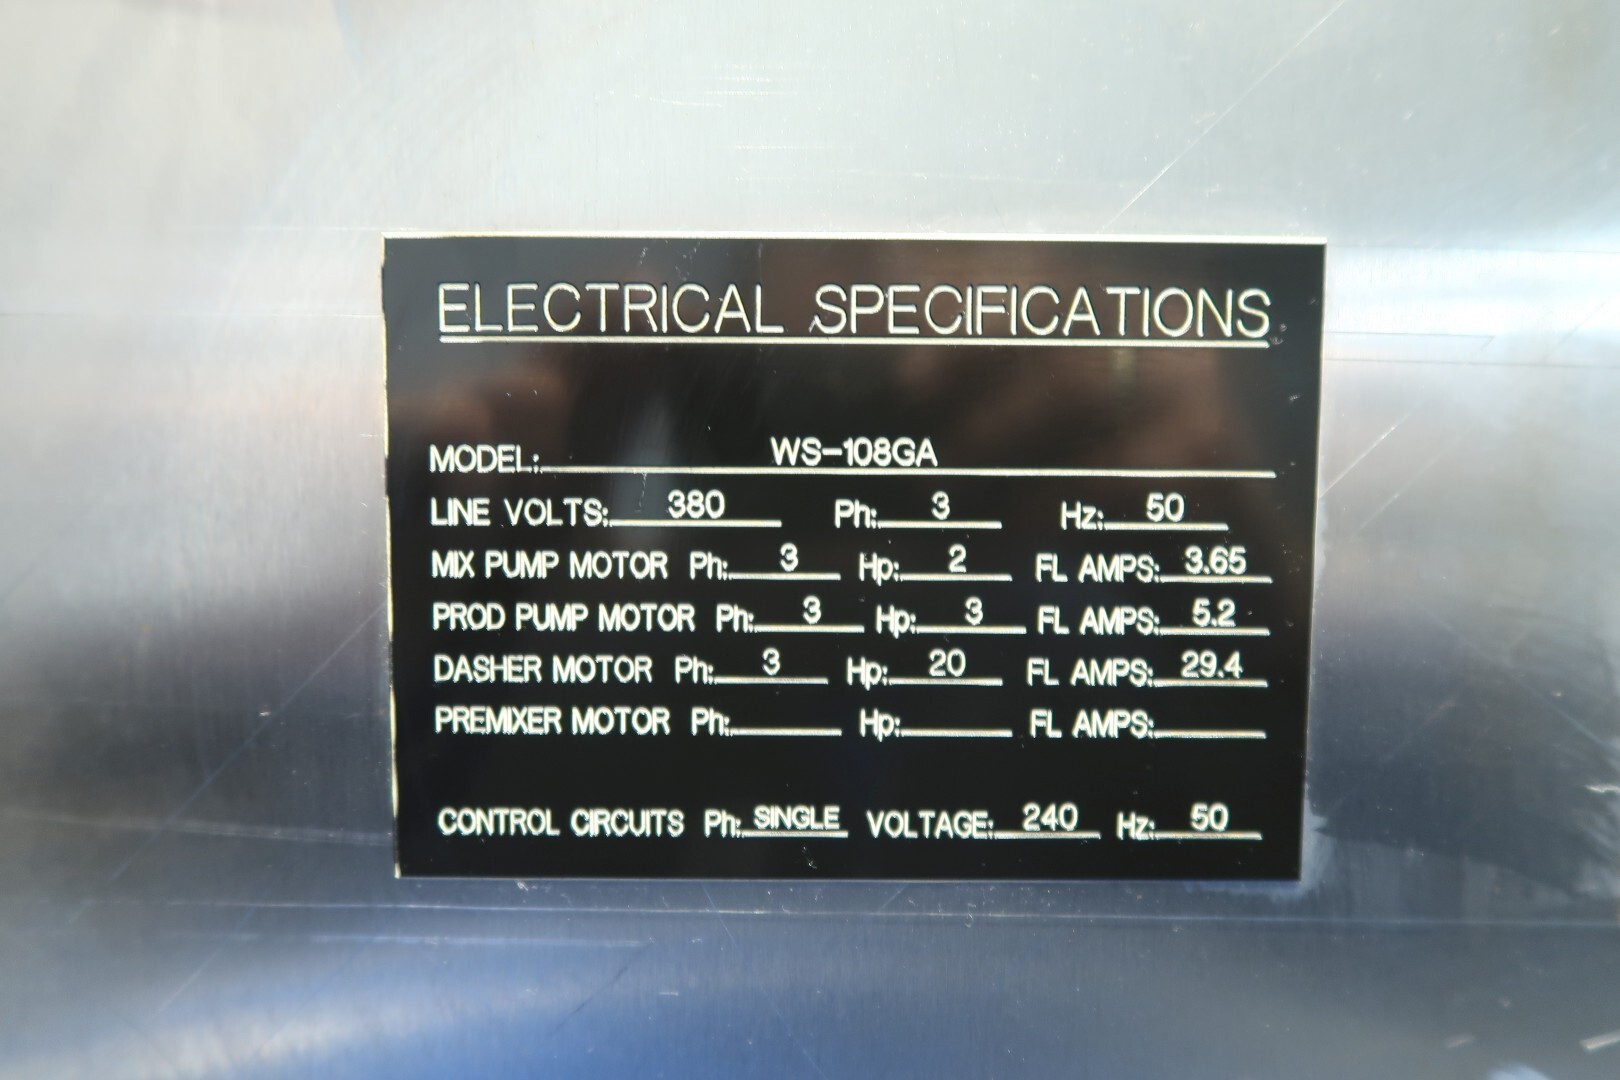 ELECTRICAL SPECIFICATIONS
MODEL: WS-108GA
LINE VOLTS: 380 Ph: 3 Hz: 50
MIX PUMP MOTOR Ph: 3 Hp: 2 FL AMPS: 3.65
PROD PUMP MOTOR Ph: 3 Hp: 3 FL AMPS: 5.2
DASHER MOTOR Ph: 3 Hp: 20 FL AMPS: 29.4
PREMIXER MOTOR Ph: Hp: FL AMPS:
CONTROL CIRCUITS Ph: SINGLE VOLTAGE: 240 Hz: 50